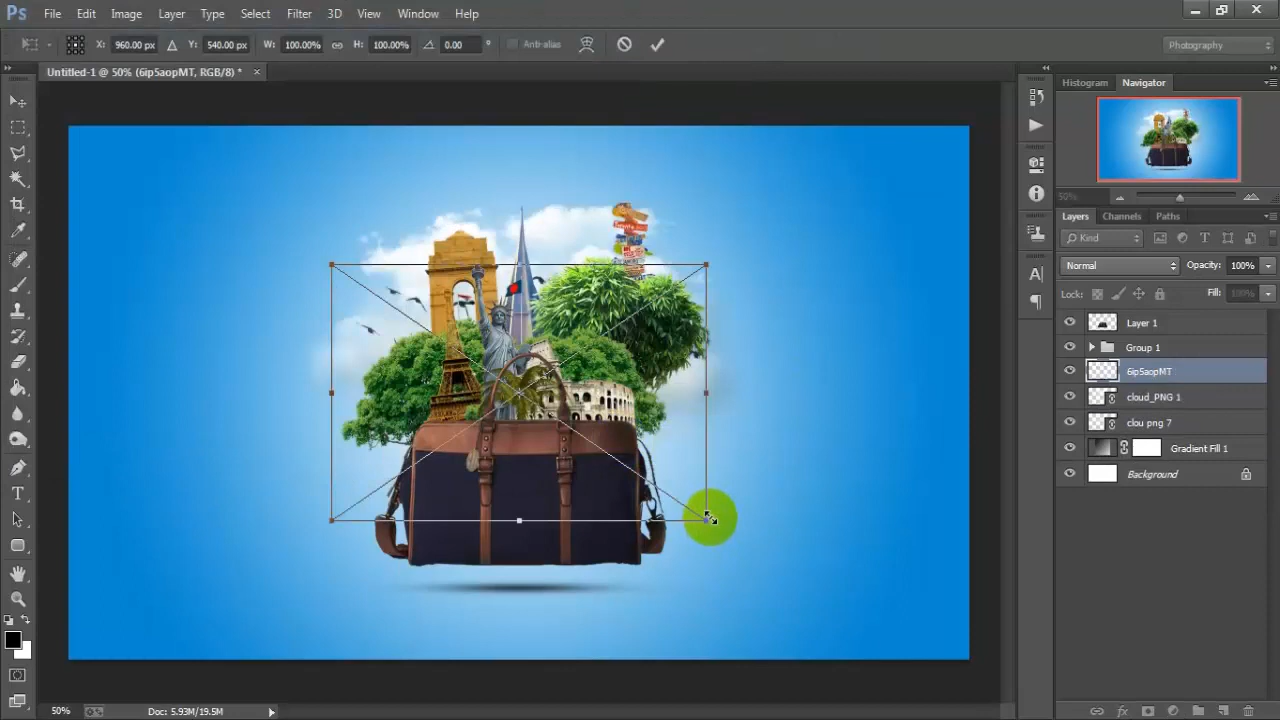 Ps File Edit Image Layer Type Select Filter 3D View Window Help
X: 960.00 px Y: 540.00 px W: 100.00% H: 100.00% 0.00 ° Anti-alias Photography
Untitled-1 @ 50% (6ip5aopMT, RGB/8) * ×
Histogram Navigator
50%
Layers Channels Paths
Kind
Normal Opacity: 100%
Lock: Fill: 100%
Layer 1
Group 1
6ip5aopMT
cloud_PNG 1
clou png 7
Gradient Fill 1
Background
50% Doc: 5.93M/19.5M